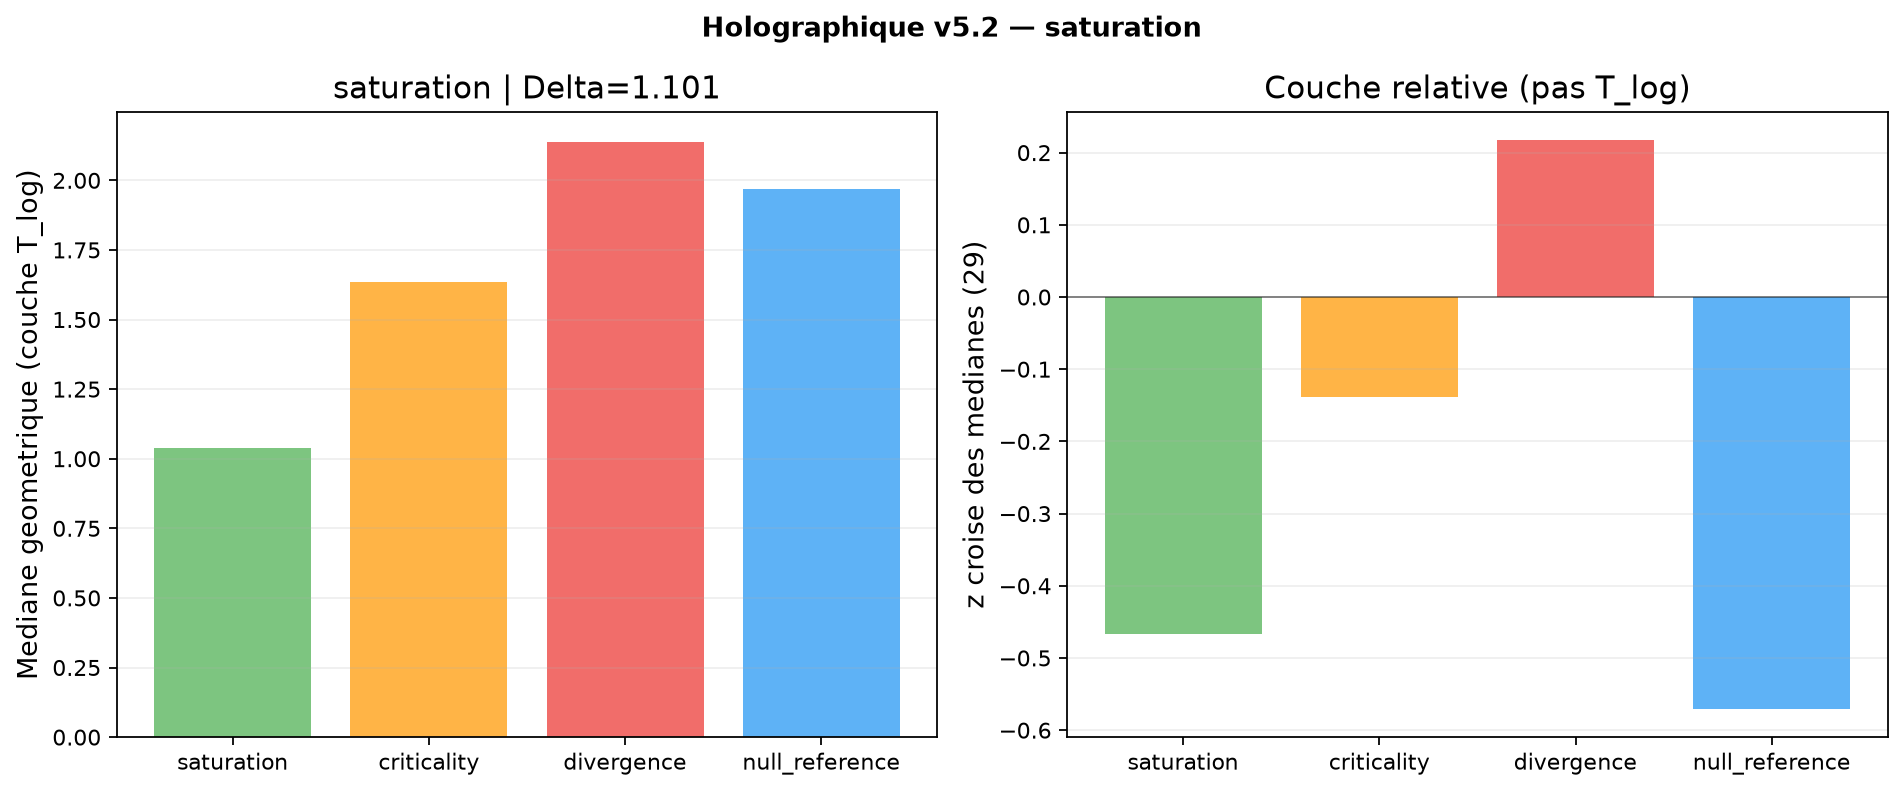 Holographique v5.2 — saturation
saturation | Delta=1.101
Mediane geometrique (couche T_log)
2.00
1.75
1.50
1.25
1.00
0.75
0.50
0.25
0.00
saturation
criticality
divergence
null_reference
Couche relative (pas T_log)
z croise des medianes (29)
0.2
0.1
0.0
−0.1
−0.2
−0.3
−0.4
−0.5
−0.6
saturation
criticality
divergence
null_reference